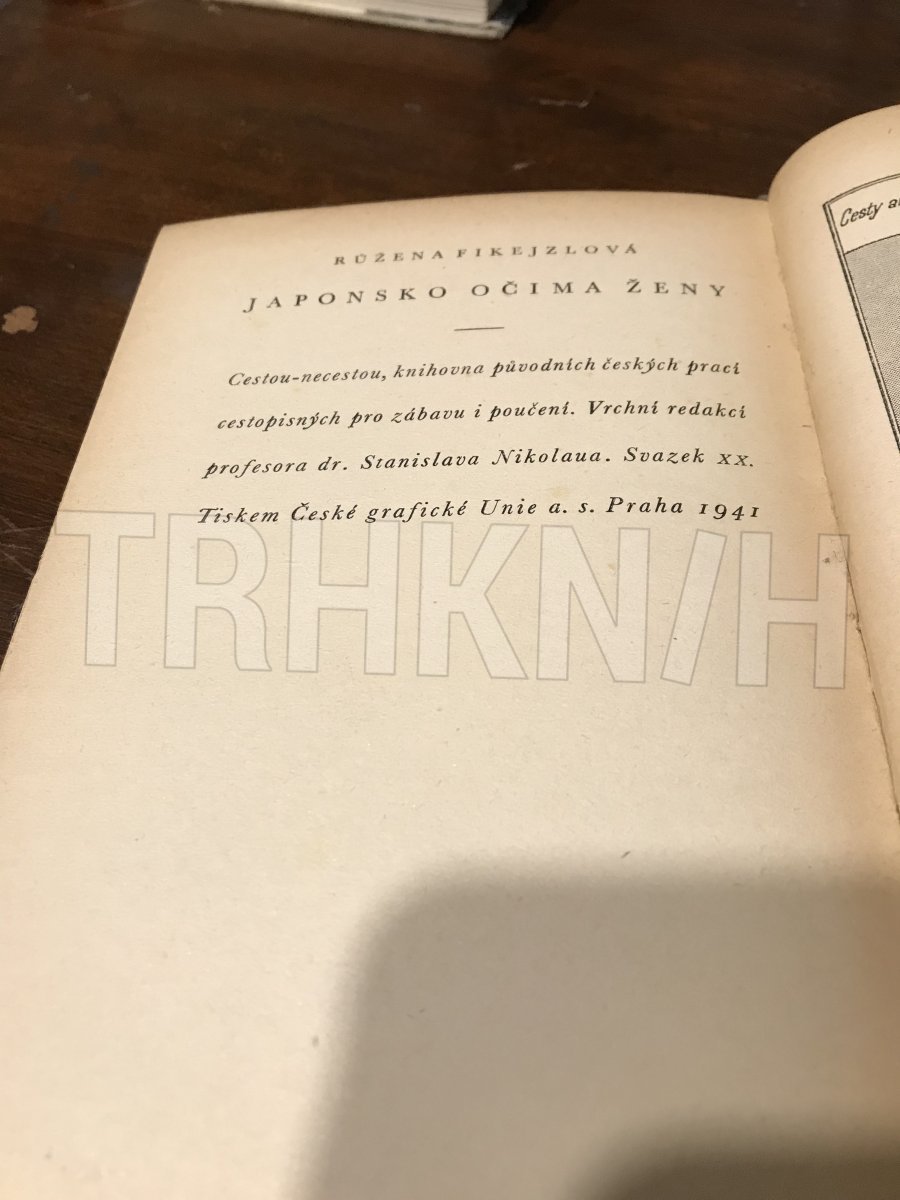 RŮŽENA FIKEJZLOVÁ
JAPONSKO OČIMA ŽENY
Cestou-necestou, knihovna původních českých prací
cestopisných pro zábavu i poučení. Vrchní redakcí
profesora dr. Stanislava Nikolaua. Svazek XX.
Tiskem České grafické Unie a. s. Praha 1941
Cesty
TRHKNIH